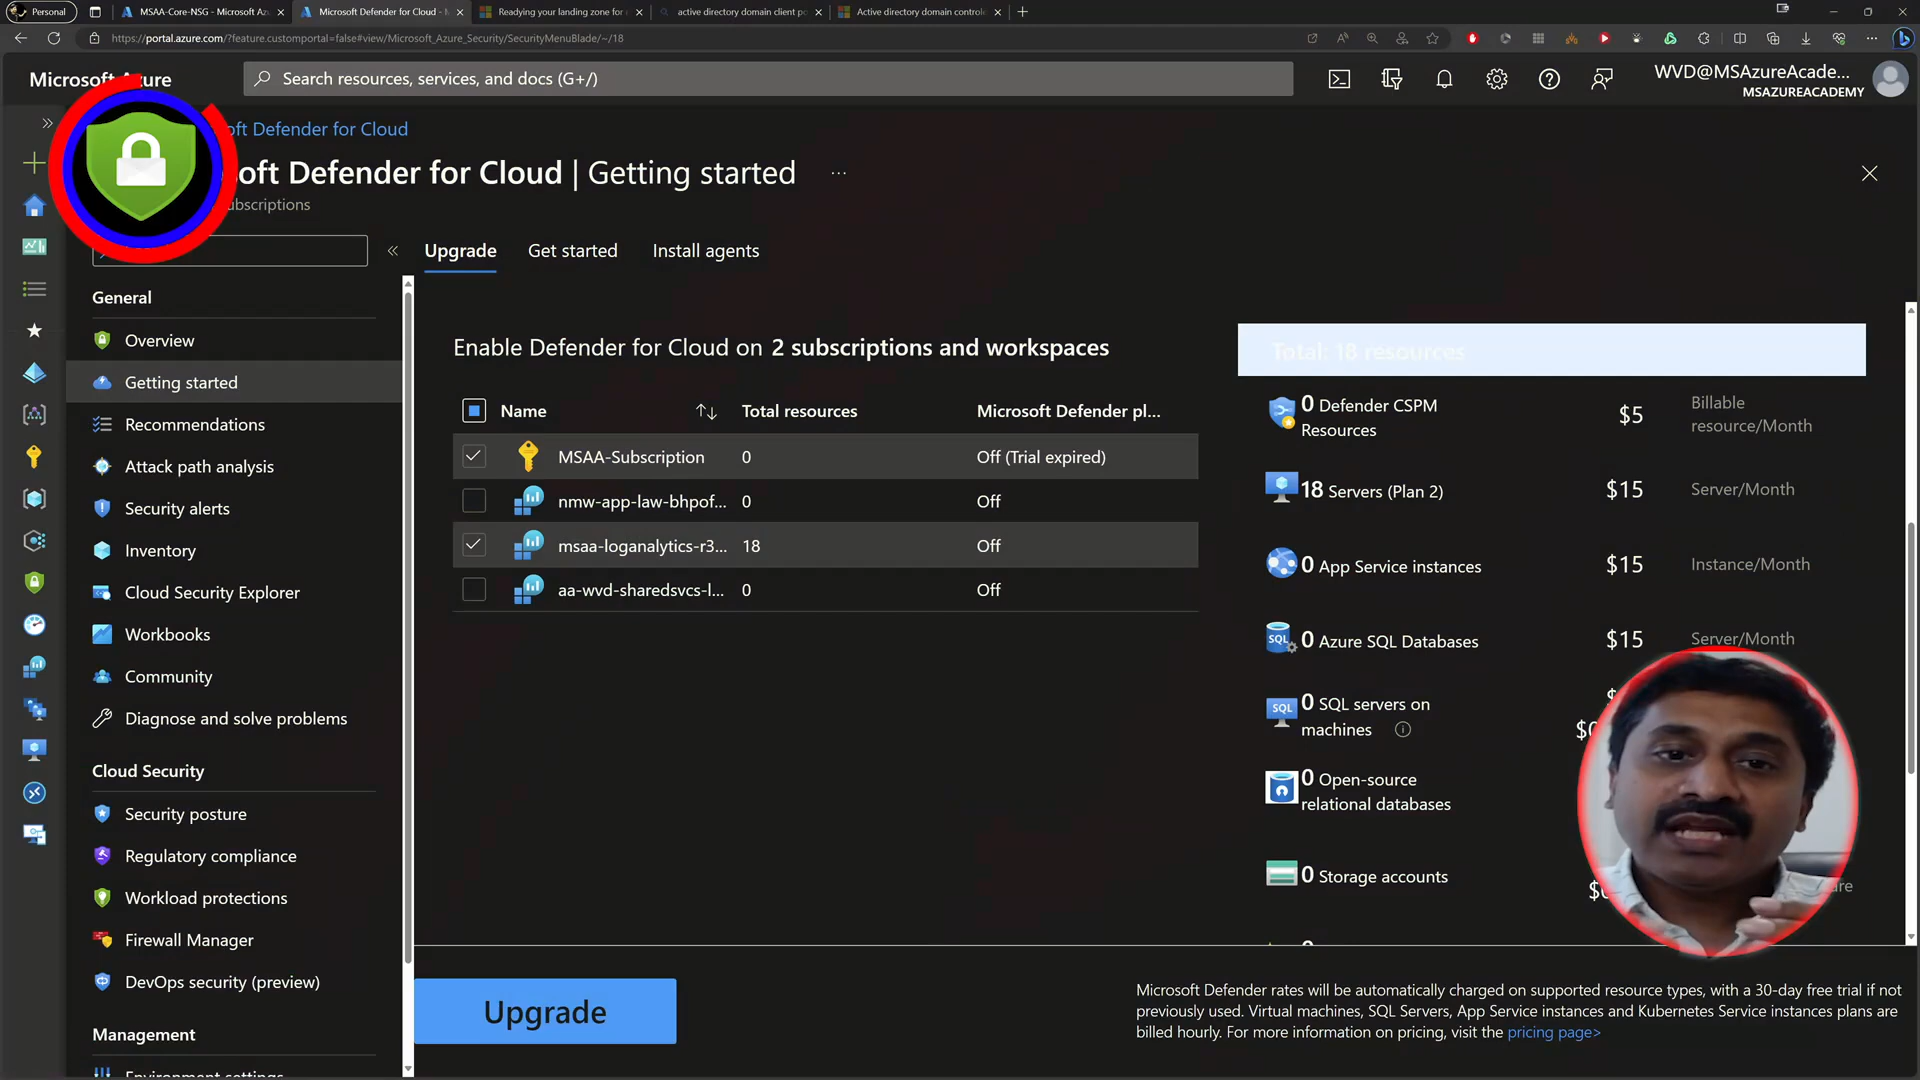 Personal
MSAA-Core-NSG - Microsoft Az
Microsoft Defender for Cloud - M
Readying your landing zone for
active directory domain client po
Active directory domain controle
https://portal.azure.com/?feature.customportal=false#view/Microsoft_Azure_Security/SecurityMenuBlade/~/18
Microsoft Azure
Search resources, services, and docs (G+/)
WVD@MSAzureAcade...
MSAZUREACADEMY
oft Defender for Cloud
soft Defender for Cloud | Getting started
...
ubscriptions
Upgrade
Get started
Install agents
General
Overview
Getting started
Recommendations
Attack path analysis
Security alerts
Inventory
Cloud Security Explorer
Workbooks
Community
Diagnose and solve problems
Cloud Security
Security posture
Regulatory compliance
Workload protections
Firewall Manager
DevOps security (preview)
Management
Environment settings
Enable Defender for Cloud on 2 subscriptions and workspaces
Name Total resources Microsoft Defender pl...
MSAA-Subscription 0 Off (Trial expired)
nmw-app-law-bhpof... 0 Off
msaa-loganalytics-r3... 18 Off
aa-wvd-sharedsvcs-l... 0 Off
Total: 18 resources
0 Defender CSPM
Resources
$5
Billable
resource/Month
18 Servers (Plan 2) $15 Server/Month
0 App Service instances $15 Instance/Month
0 Azure SQL Databases $15 Server/Month
0 SQL servers on
machines
0 Open-source
relational databases
0 Storage accounts
Upgrade
Microsoft Defender rates will be automatically charged on supported resource types, with a 30-day free trial if not
previously used. Virtual machines, SQL Servers, App Service instances and Kubernetes Service instances plans are
billed hourly. For more information on pricing, visit the pricing page>